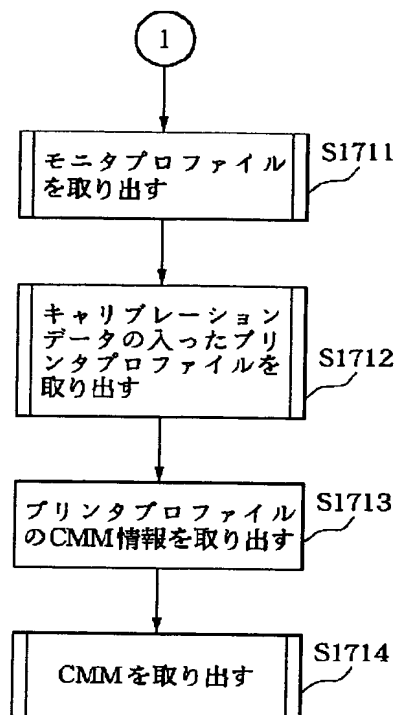 1
モニタプロファイル
を取り出す
S1711
キャリブレーション
データの入ったプリ
ンタプロファイルを
取り出す
S1712
プリンタプロファイル
のCMM情報を取り出す
S1713
CMMを取り出す
S1714